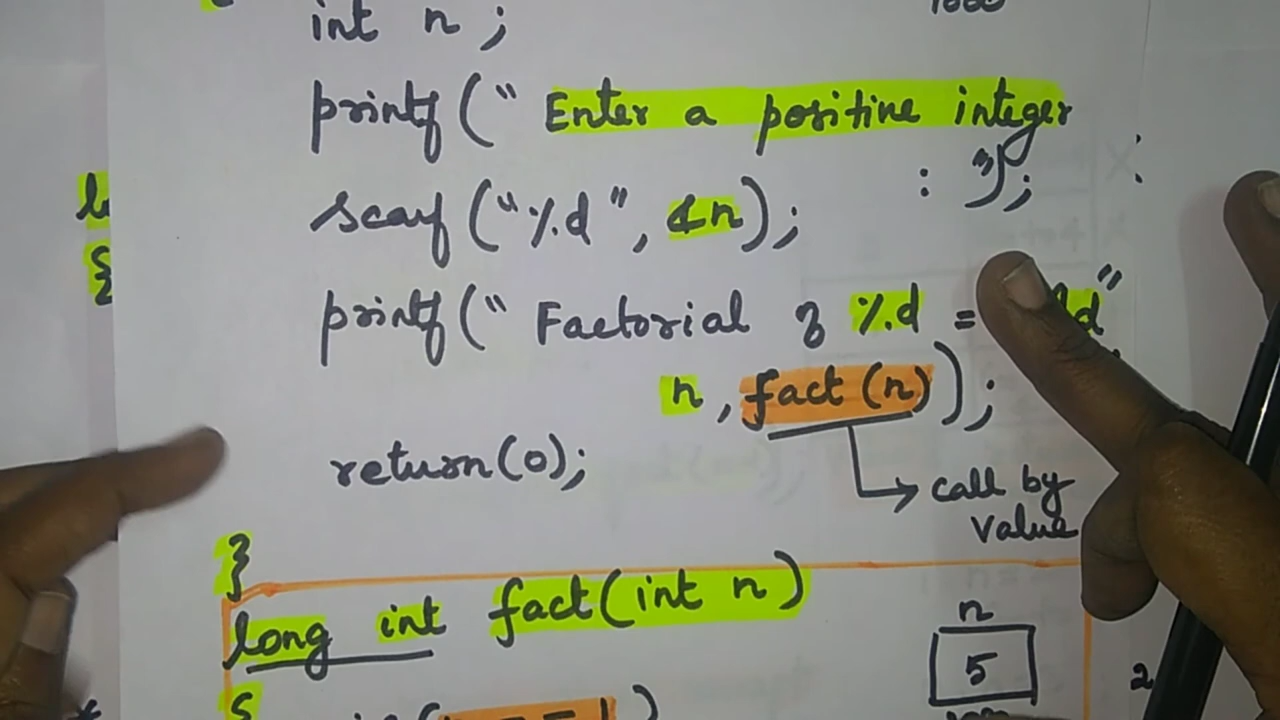 int n ;
printf (" Enter a positive integer
: ");
scanf ("%d", &n);
printf (" Factorial of %d = d"
n, fact (n));
return(0);
call by
value
}
long int fact(int n)
n
5
{